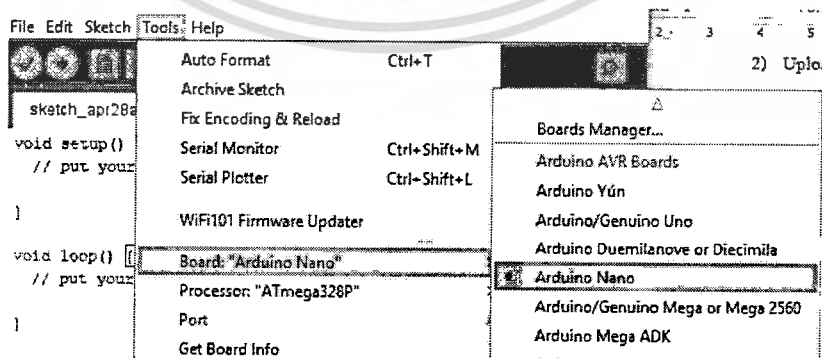 File Edit Sketch Tools Help
Auto Format Ctrl+T
Archive Sketch
Fix Encoding & Reload
Serial Monitor Ctrl+Shift+M
Serial Plotter Ctrl+Shift+L
WiFi101 Firmware Updater
Board: "Arduino Nano"
Processor: "ATmega328P"
Port
Get Board Info
sketch_apr28a
void setup()
// put your
}
void loop() {
// put your
}
Boards Manager...
Arduino AVR Boards
Arduino Yún
Arduino/Genuino Uno
Arduino Duemilanove or Diecimila
Arduino Nano
Arduino/Genuino Mega or Mega 2560
Arduino Mega ADK
2 3 4 5
2) Uplo